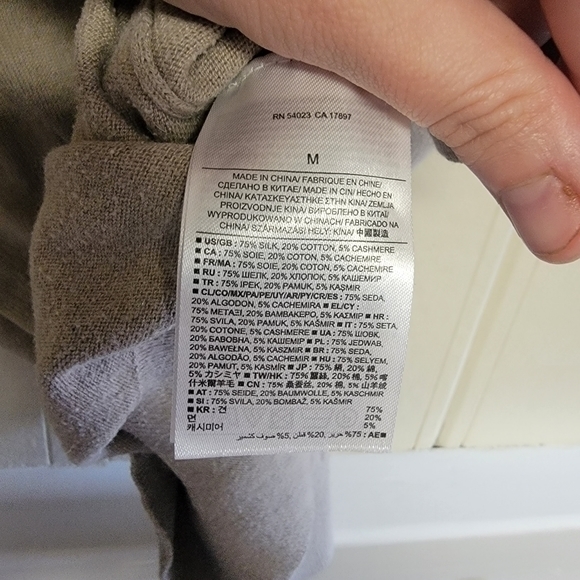 RN 54023 CA 17897
M
MADE IN CHINA/ FABRIQUE EN CHINE/
СДЕЛАНО В КИТАЕ/ MADE IN CIN/ HECHO EN
CHINA/ ΚΑΤΑΣΚΕΥΑΣΤΗΚΕ ΣΤΗΝ ΚΙΝΑ/ ZEMLJA
PROIZVODNJE KINA/ ВИРОБЛЕНО В КИТАЇ/
WYPRODUKOWANO W CHINACH/ FABRICADO NA
CHINA/ SZÁRMAZÁSI HELY: KÍNA/ 中國製造
■ US/GB : 75% SILK, 20% COTTON, 5% CASHMERE
■ CA : 75% SOIE, 20% COTON, 5% CACHEMIRE
■ FR/MA : 75% SOIE, 20% COTON, 5% CACHEMIRE
■ RU : 75% ШЕЛК, 20% ХЛОПОК, 5% КАШЕМИР
■ TR : 75% IPEK, 20% PAMUK, 5% KAŞMIR
■ CL/CO/MX/PA/PE/UY/AR/PY/CR/ES : 75% SEDA,
20% ALGODON, 5% CACHEMIRA ■ EL/CY :
75% ΜΕΤΑΞΙ, 20% ΒΑΜΒΑΚΕΡΟ, 5% ΚΑΣΜΙΡ ■ HR :
75% SVILA, 20% PAMUK, 5% KAŠMIR ■ IT : 75% SETA,
20% COTONE, 5% CASHMERE ■ UA : 75% ШОВК,
20% БАВОВНА, 5% КАШЕМИР ■ PL : 75% JEDWAB,
20% BAWEŁNA, 5% KASZMIR ■ BR : 75% SEDA,
20% ALGODÃO, 5% CACHEMIRA ■ HU : 75% SELYEM,
20% PAMUT, 5% KASMÍR ■ JP : 75% 絹, 20% 綿,
5% カシミヤ ■ TW/HK : 75% 蠶絲, 20% 棉, 5% 喀
什米爾羊毛 ■ CN : 75% 桑蚕丝, 20% 棉, 5% 山羊绒
■ AT : 75% SEIDE, 20% BAUMWOLLE, 5% KASCHMIR
■ SI : 75% SVILA, 20% BOMBAŽ, 5% KAŠMIR
■ KR : 견 75%
면 20%
캐시미어 5%
■AE : 75% حرير, 20% قطن, 5% صوف كشمير